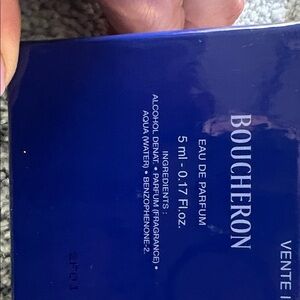 VENTE I
BOUCHERON
EAU DE PARFUM
5 ml - 0.17 Fl.oz.
INGREDIENTS :
ALCOHOL DENAT. • PARFUM (FRAGRANCE) •
AQUA (WATER) • BENZOPHENONE-2.